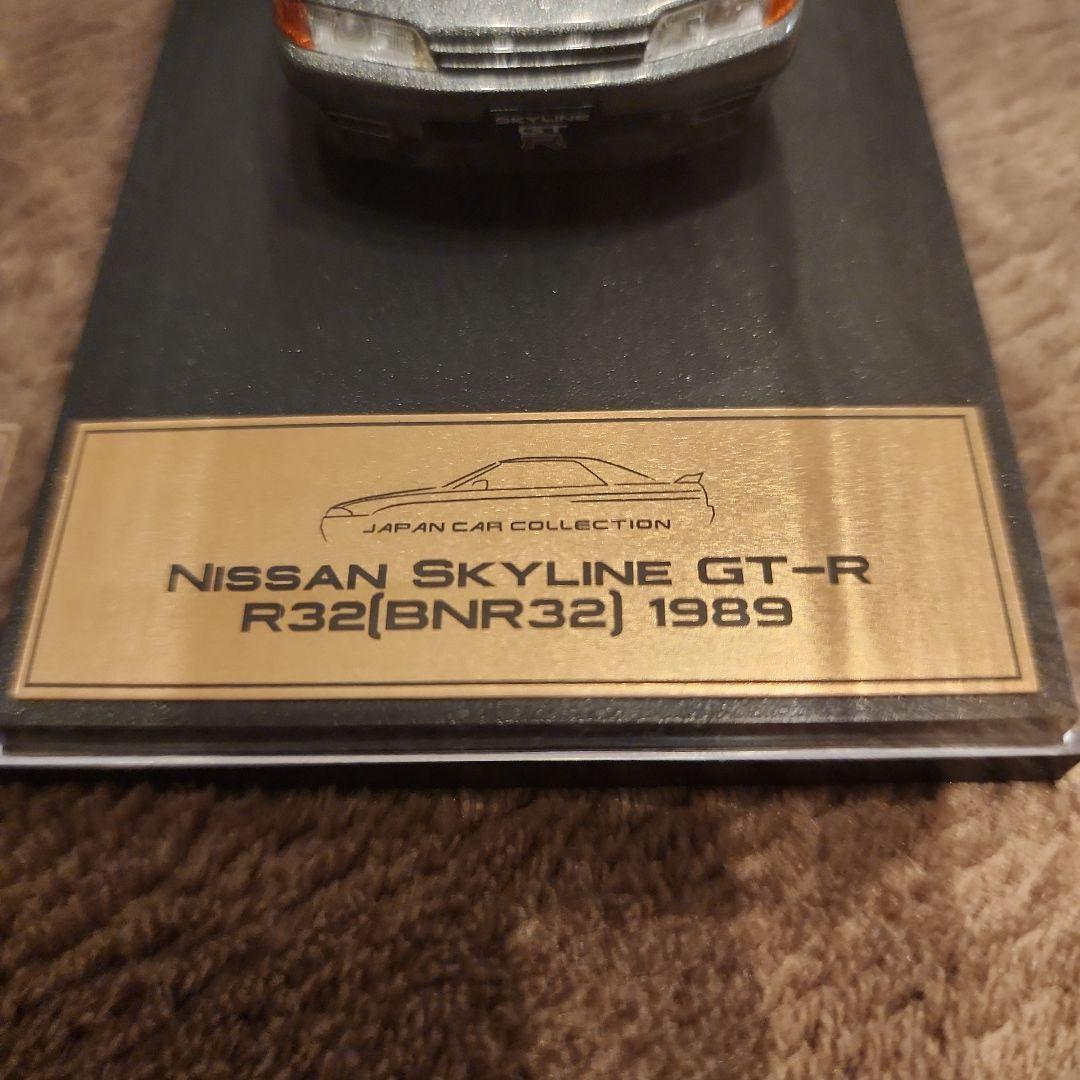 SKYLINE
GT
R
JAPAN CAR COLLECTION
NISSAN SKYLINE GT-R
R32(BNR32) 1989